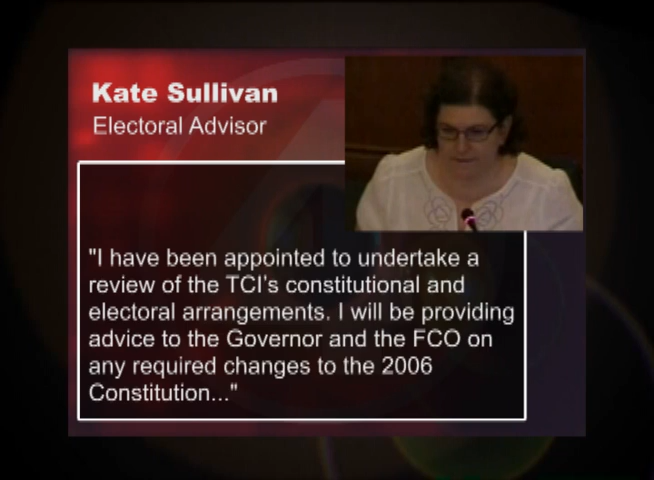 Kate Sullivan
Electoral Advisor
"I have been appointed to undertake a
review of the TCI's constitutional and
electoral arrangements. I will be providing
advice to the Governor and the FCO on
any required changes to the 2006
Constitution..."